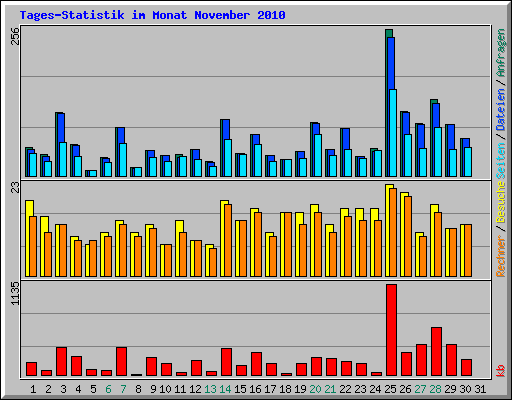 Tages-Statistik im Monat November 2010
256
23
1135
Rechner / Besuche Seiten / Dateien / Anfragen
kb
1 2 3 4 5 6 7 8 9 10 11 12 13 14 15 16 17 18 19 20 21 22 23 24 25 26 27 28 29 30 31